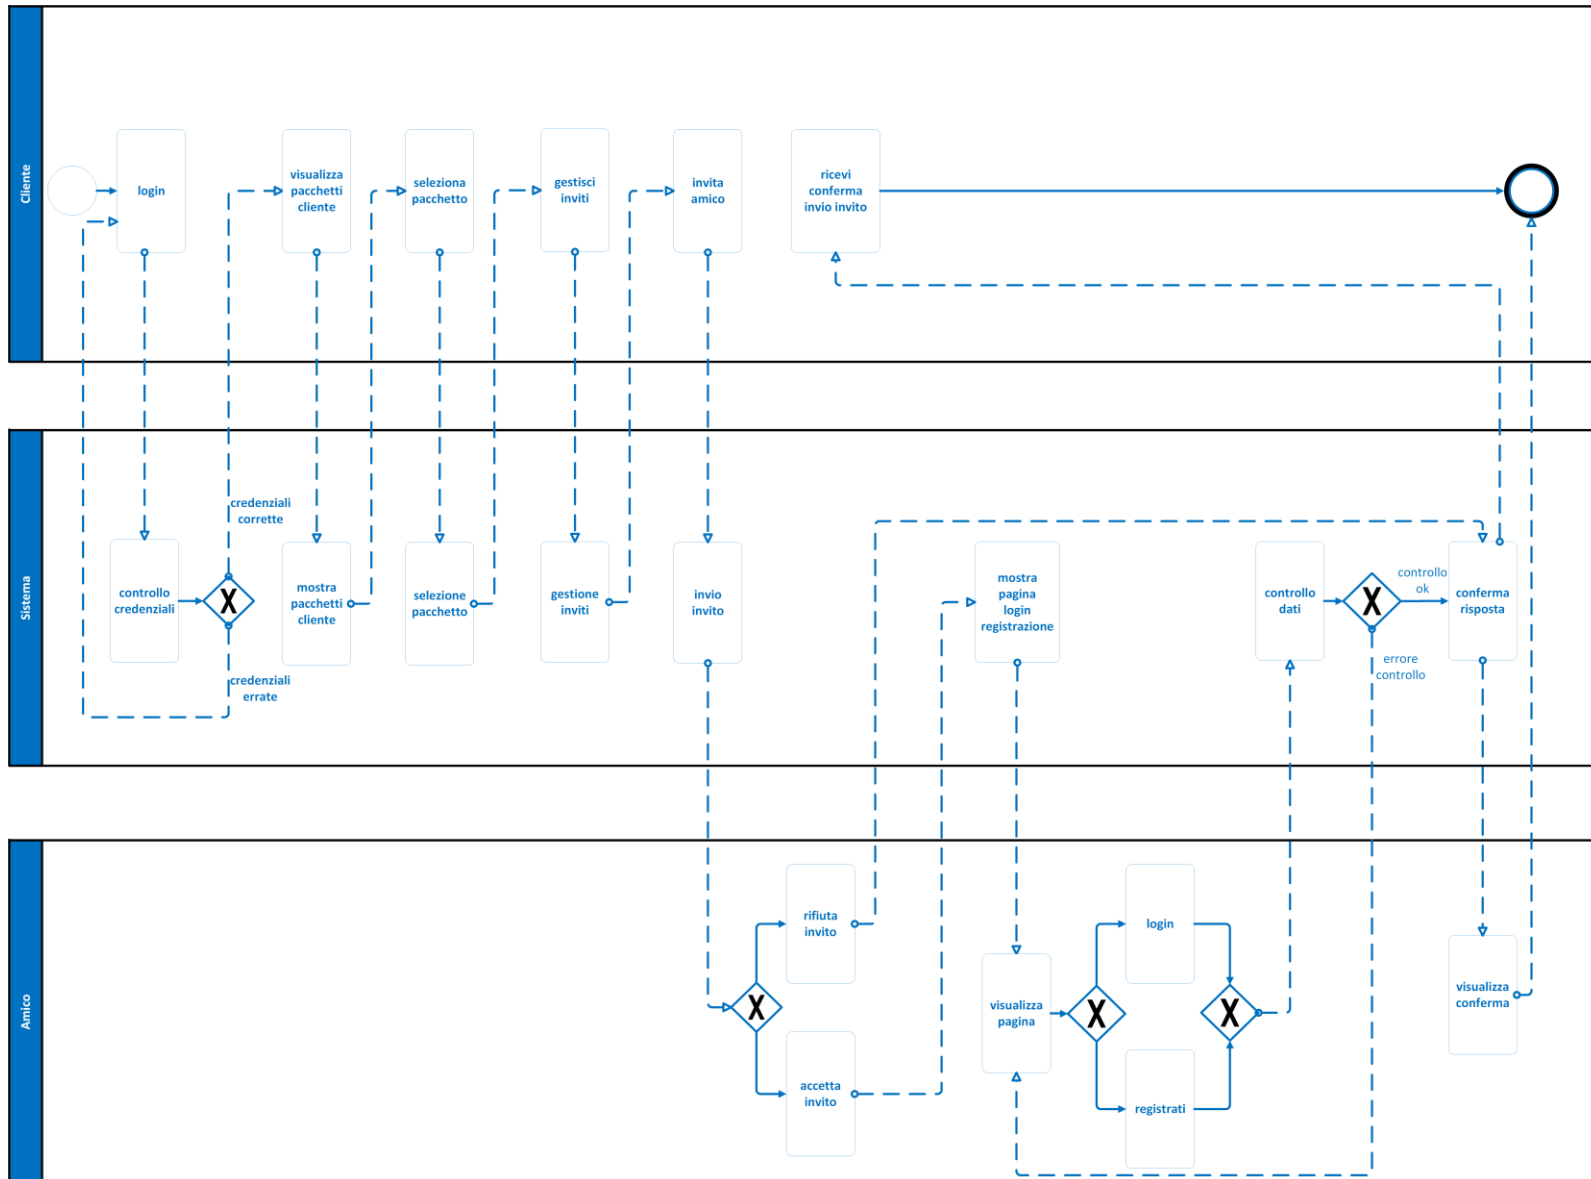 Cliente
login
visualizza
pacchetti
cliente
seleziona
pacchetto
gestisci
inviti
invita
amico
ricevi
conferma
invio invito
Sistema
credenziali
corrette
controllo
credenziali
X
credenziali
errate
mostra
pacchetti
cliente
selezione
pacchetto
gestione
inviti
invio
invito
mostra
pagina
login
registrazione
controllo
dati
X
controllo
ok
errore
controllo
conferma
risposta
Amico
X
rifiuta
invito
accetta
invito
visualizza
pagina
X
login
registrati
X
visualizza
conferma